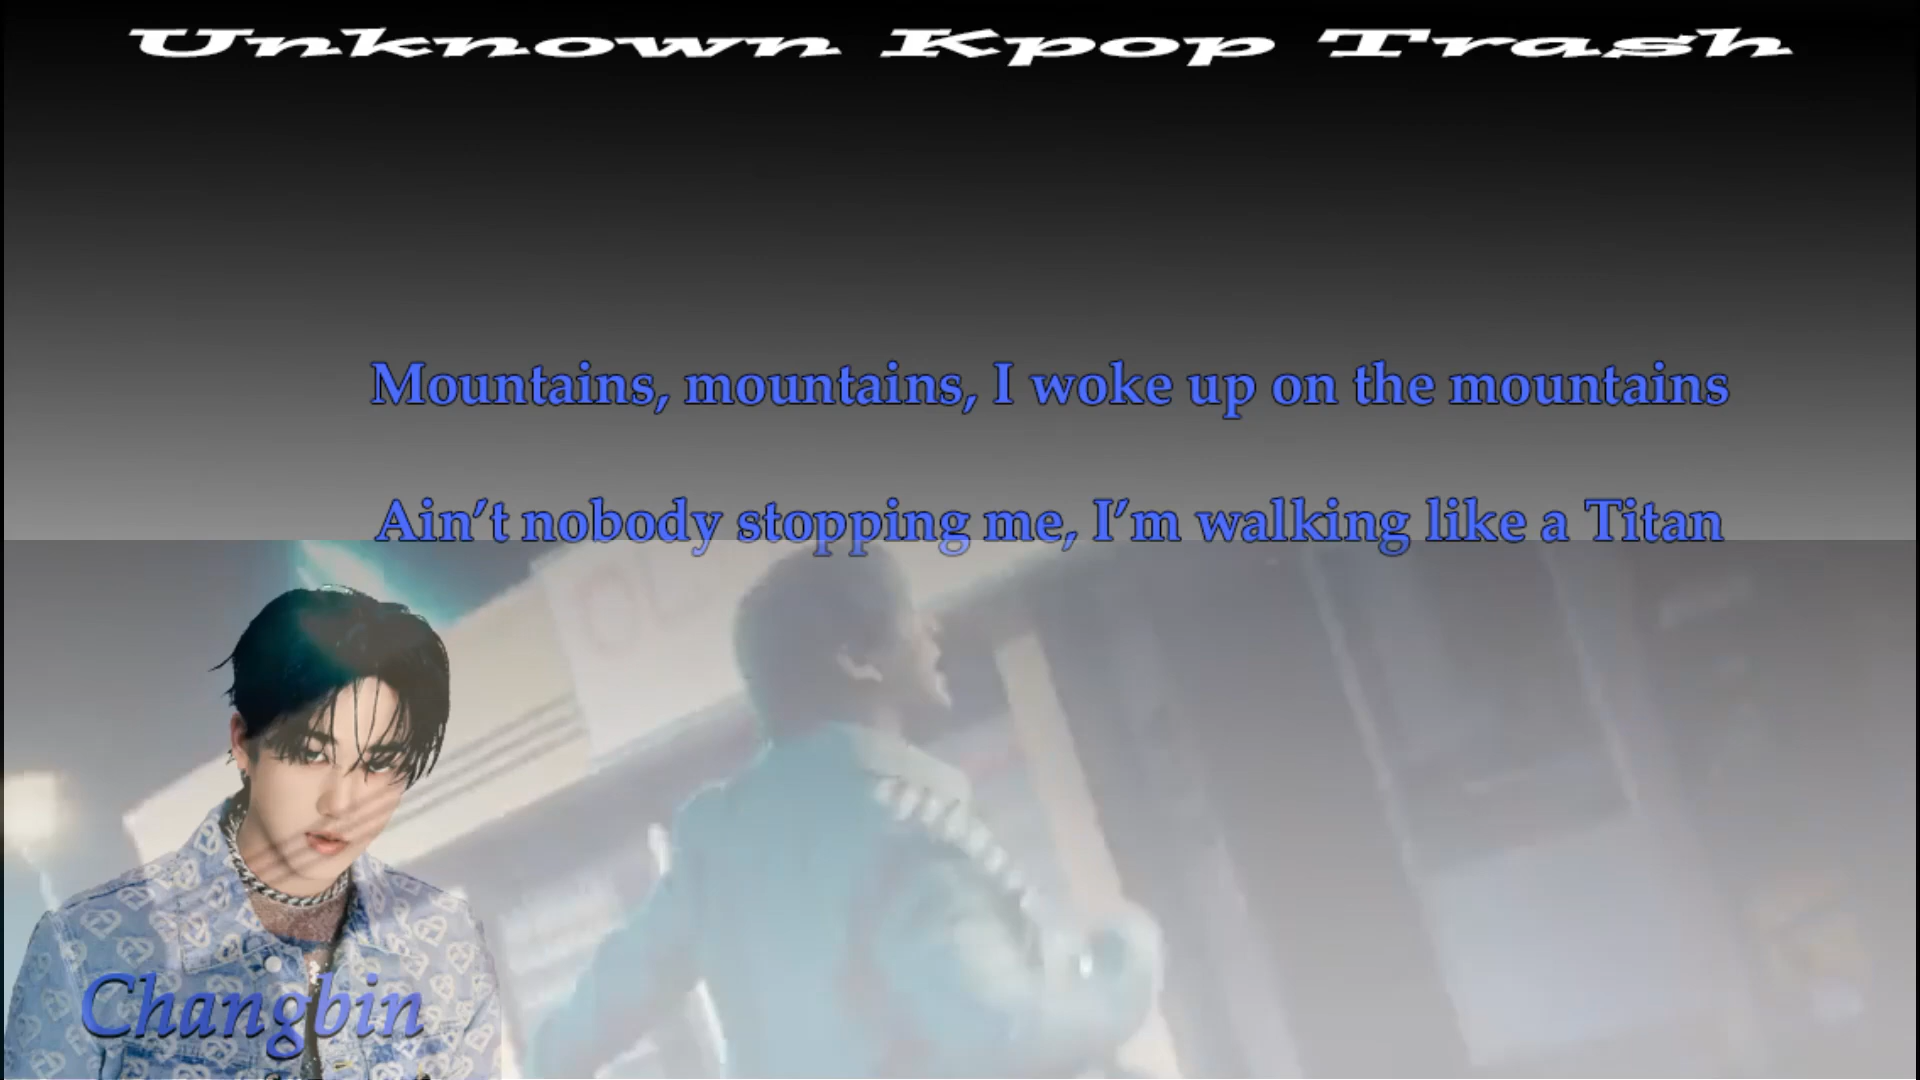 Unknown Kpop Trash
Mountains, mountains, I woke up on the mountains
Ain’t nobody stopping me, I’m walking like a Titan
Changbin